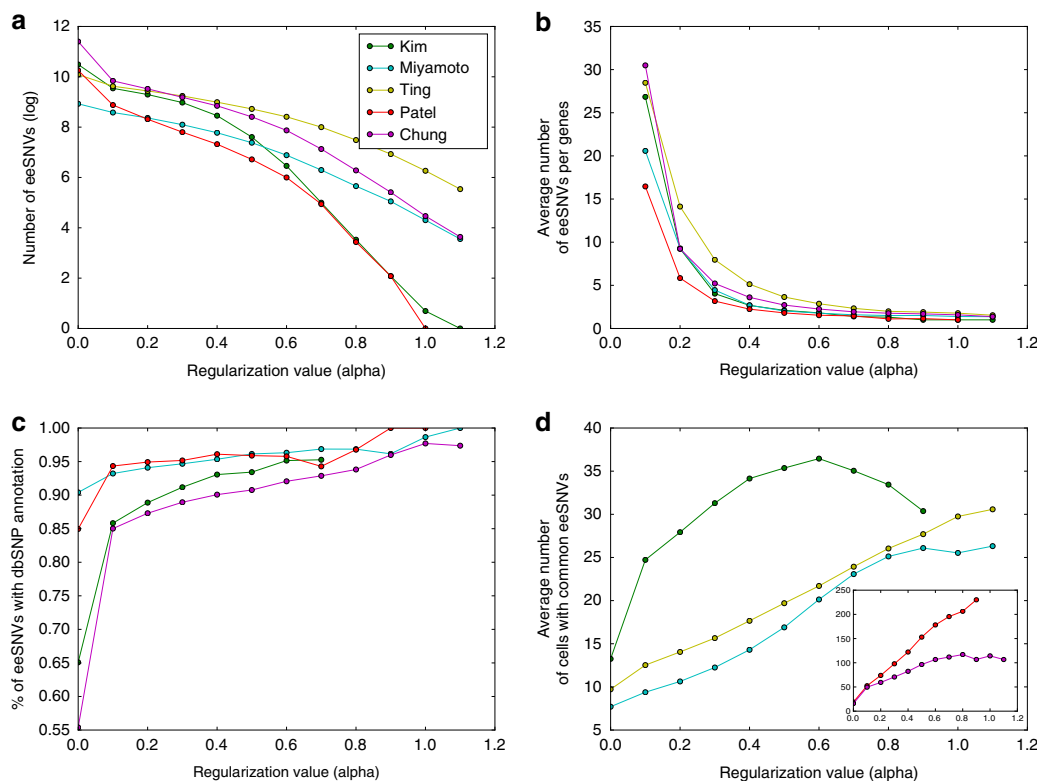 a
12
10
8
6
4
2
0
Number of eeSNVs (log)
Kim
Miyamoto
Ting
Patel
Chung
0.0 0.2 0.4 0.6 0.8 1.0 1.2
Regularization value (alpha)
b
35
30
25
20
15
10
5
0
Average number
of eeSNVs per genes
0.0 0.2 0.4 0.6 0.8 1.0 1.2
Regularization value (alpha)
c
1.00
0.95
0.90
0.85
0.80
0.75
0.70
0.65
0.60
0.55
% of eeSNVs with dbSNP annotation
0.0 0.2 0.4 0.6 0.8 1.0 1.2
Regularization value (alpha)
d
40
35
30
25
20
15
10
5
Average number
of cells with common eeSNVs
250
200
150
100
50
0
0.0 0.2 0.4 0.6 0.8 1.0 1.2
0.0 0.2 0.4 0.6 0.8 1.0 1.2
Regularization value (alpha)